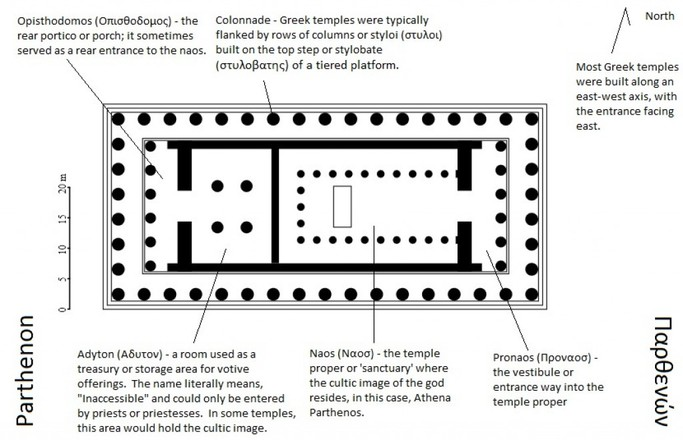 Opisthodomos (Οπισθοδομος) - the
rear portico or porch; it sometimes
served as a rear entrance to the naos.
Colonnade - Greek temples were typically
flanked by rows of columns or styloi (στυλοι)
built on the top step or stylobate
(στυλοβατης) of a tiered platform.
North
Most Greek temples
were built along an
east-west axis, with
the entrance facing
east.
20 m
15
10
5
0
Parthenon
Παρθενών
Adyton (Αδυτον) - a room used as a
treasury or storage area for votive
offerings. The name literally means,
"Inaccessible" and could only be entered
by priests or priestesses. In some temples,
this area would hold the cultic image.
Naos (Ναοσ) - the temple
proper or 'sanctuary' where
the cultic image of the god
resides, in this case, Athena
Parthenos.
Pronaos (Προναοσ) -
the vestibule or
entrance way into the
temple proper